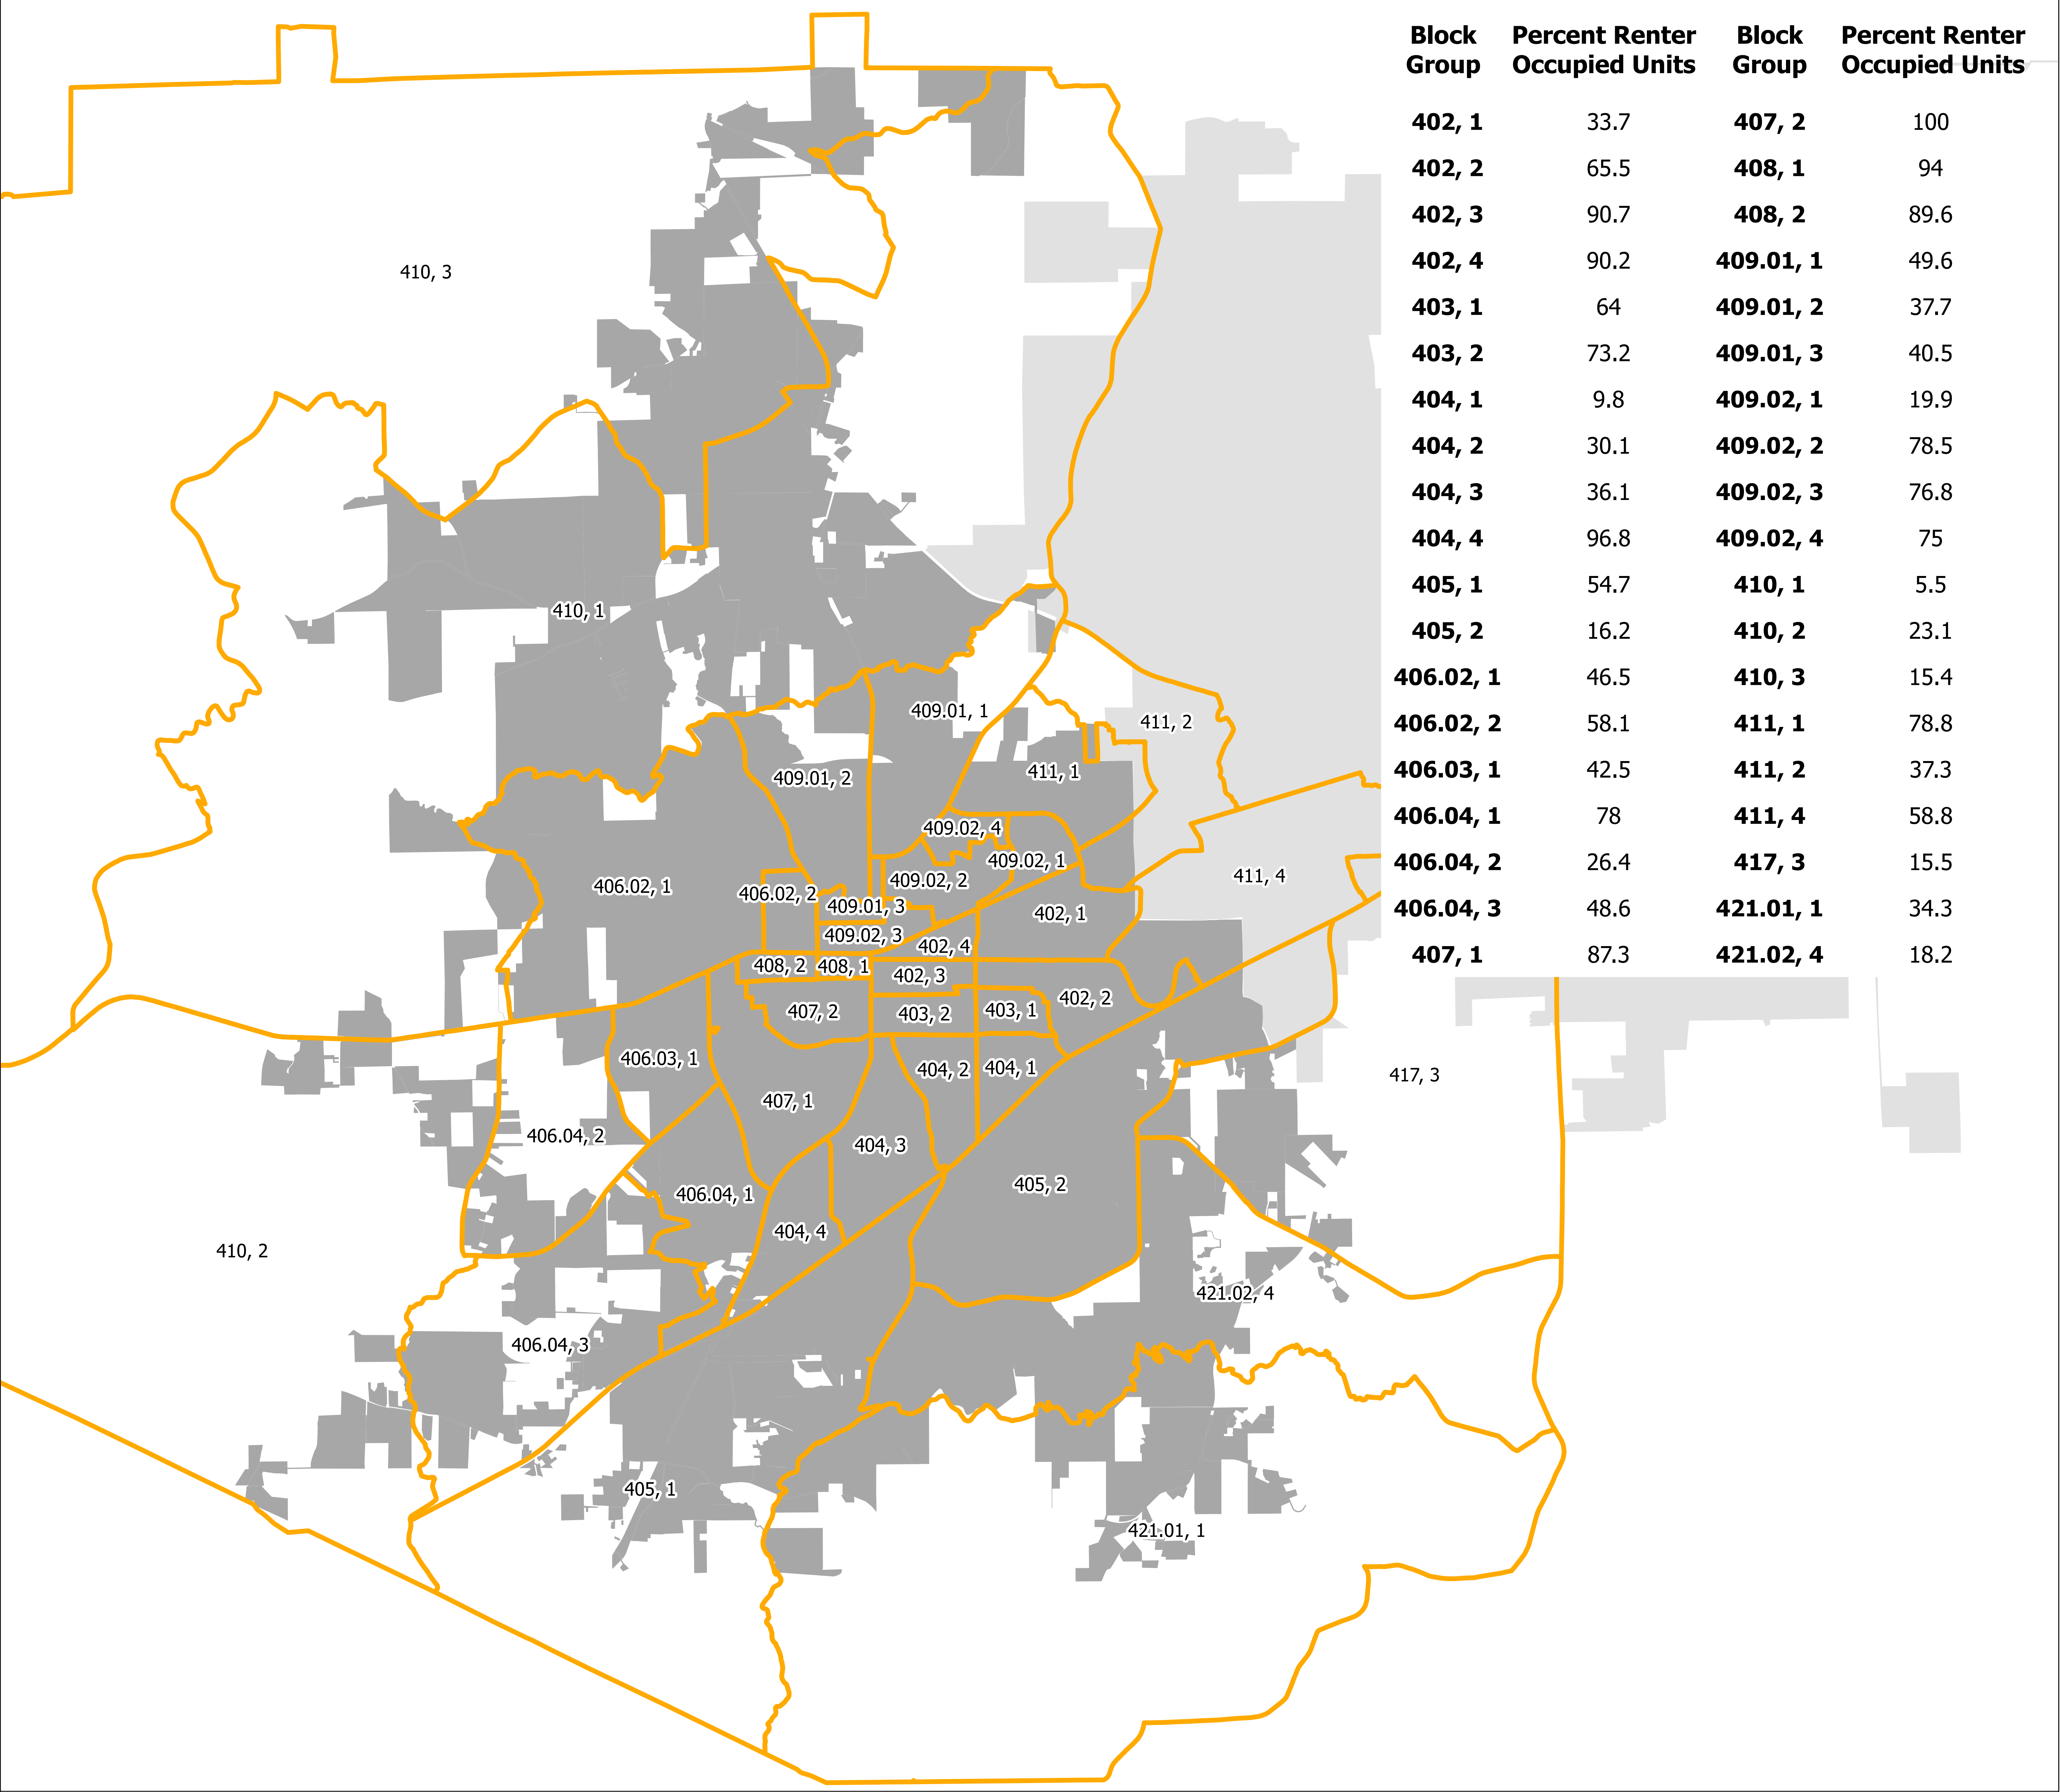 Block Percent Renter Block Percent Renter
Group Occupied Units Group Occupied Units
402, 1 33.7 407, 2 100
402, 2 65.5 408, 1 94
402, 3 90.7 408, 2 89.6
402, 4 90.2 409.01, 1 49.6
403, 1 64 409.01, 2 37.7
403, 2 73.2 409.01, 3 40.5
404, 1 9.8 409.02, 1 19.9
404, 2 30.1 409.02, 2 78.5
404, 3 36.1 409.02, 3 76.8
404, 4 96.8 409.02, 4 75
405, 1 54.7 410, 1 5.5
405, 2 16.2 410, 2 23.1
406.02, 1 46.5 410, 3 15.4
406.02, 2 58.1 411, 1 78.8
406.03, 1 42.5 411, 2 37.3
406.04, 1 78 411, 4 58.8
406.04, 2 26.4 417, 3 15.5
406.04, 3 48.6 421.01, 1 34.3
407, 1 87.3 421.02, 4 18.2
410, 3
410, 1
409.01, 1
411, 2
409.01, 2
411, 1
409.02, 4
409.02, 1
406.02, 1
406.02, 2
409.02, 2
411, 4
409.01, 3
402, 1
409.02, 3
402, 4
408, 2
408, 1
402, 3
402, 2
407, 2
403, 2
403, 1
406.03, 1
404, 2
404, 1
417, 3
407, 1
406.04, 2
404, 3
406.04, 1
405, 2
404, 4
410, 2
421.02, 4
406.04, 3
405, 1
421.01, 1